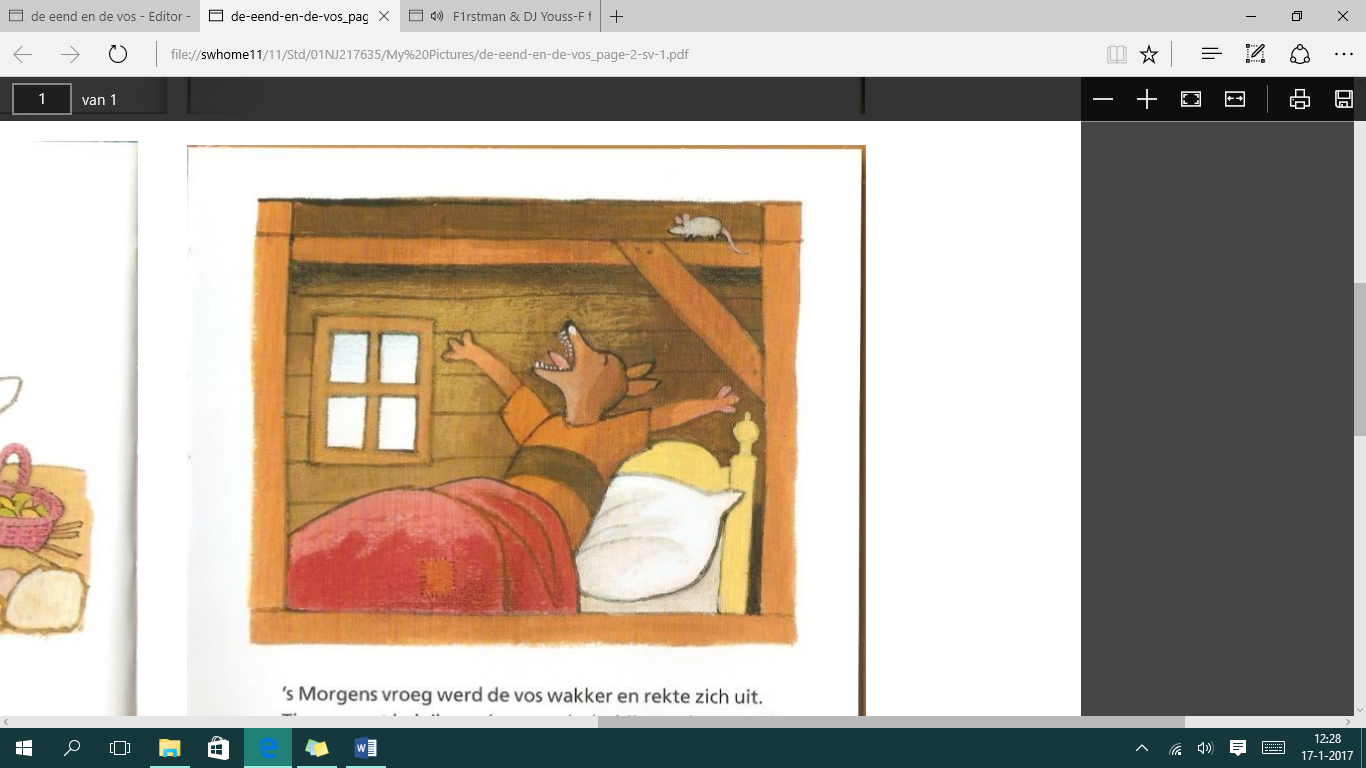 de eend en de vos - Editor -
de-eend-en-de-vos_pag
F1rstman & DJ Youss-F f
file://swhome11/11/Std/01NJ217635/My%20Pictures/de-eend-en-de-vos_page-2-sv-1.pdf
1 van 1
's Morgens vroeg werd de vos wakker en rekte zich uit.
12:28
17-1-2017